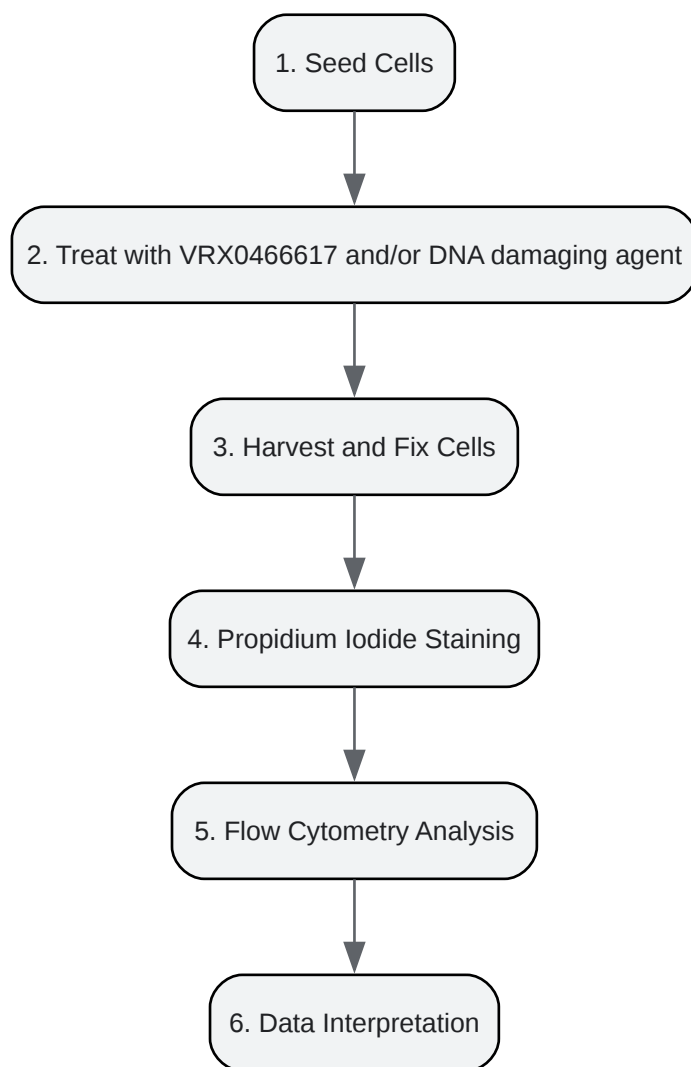 1. Seed Cells
2. Treat with VRX0466617 and/or DNA damaging agent
3. Harvest and Fix Cells
4. Propidium Iodide Staining
5. Flow Cytometry Analysis
6. Data Interpretation